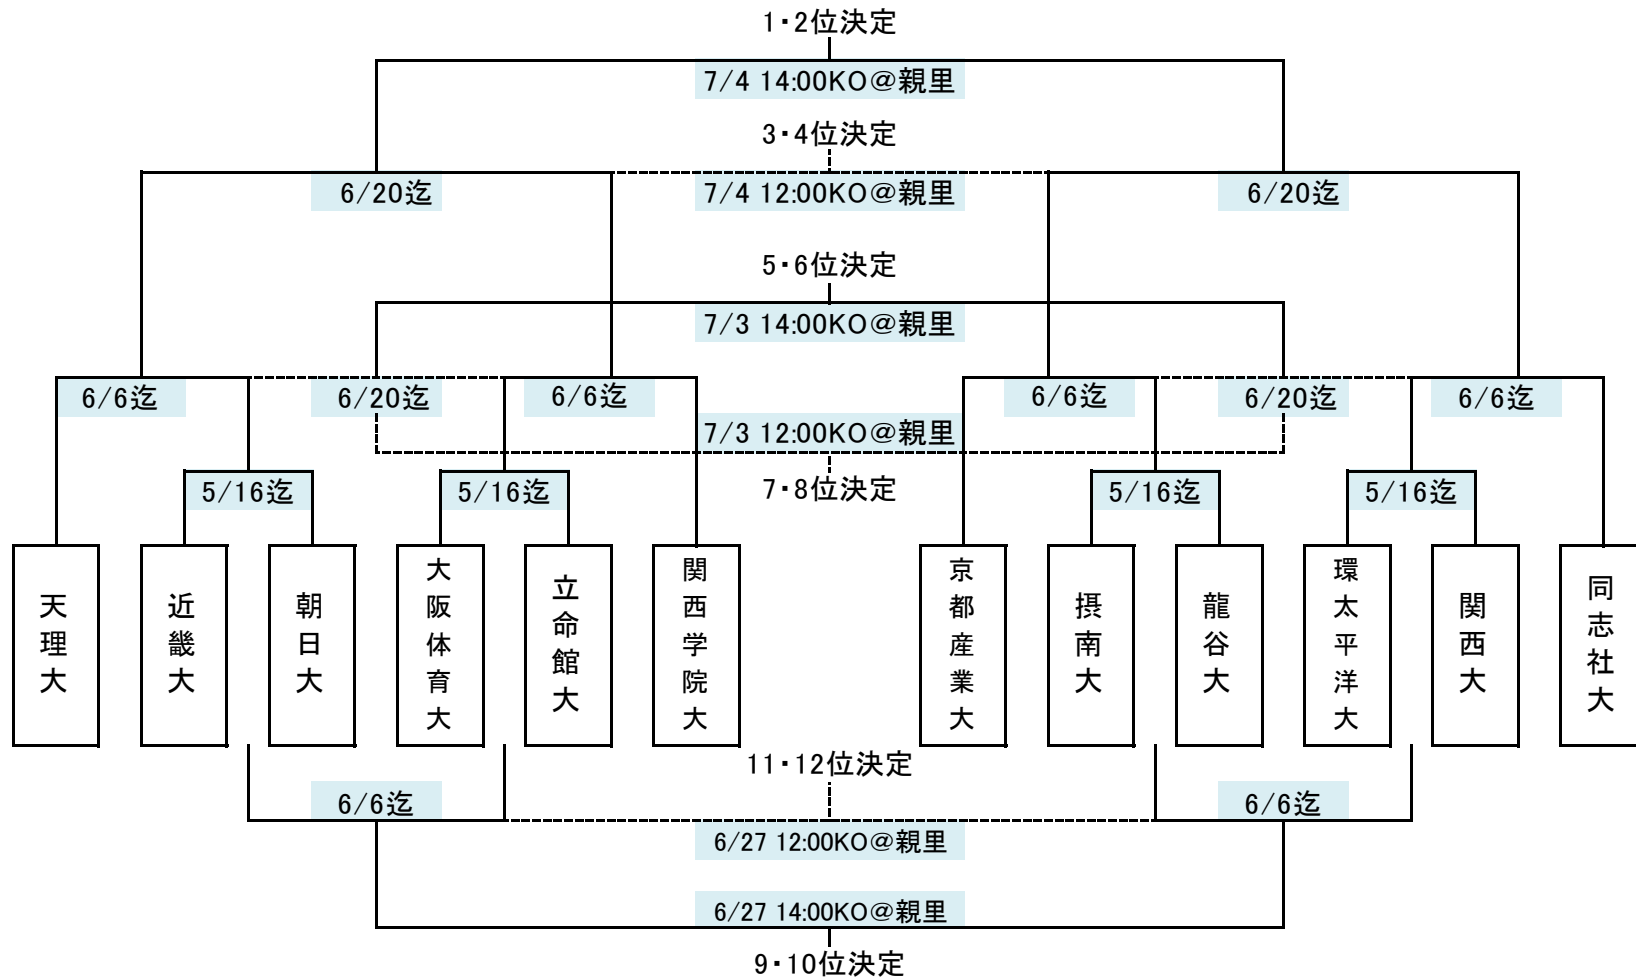 1・2位決定
7/4 14:00KO@親里
3・4位決定
6/20迄
7/4 12:00KO@親里
6/20迄
5・6位決定
7/3 14:00KO@親里
6/6迄
6/20迄
6/6迄
6/6迄
6/20迄
6/6迄
7/3 12:00KO@親里
5/16迄
5/16迄
7・8位決定
5/16迄
5/16迄
天理大
近畿大
朝日大
大阪体育大
立命館大
関西学院大
京都産業大
摂南大
龍谷大
環太平洋大
関西大
同志社大
11・12位決定
6/6迄
6/6迄
6/27 12:00KO@親里
6/27 14:00KO@親里
9・10位決定